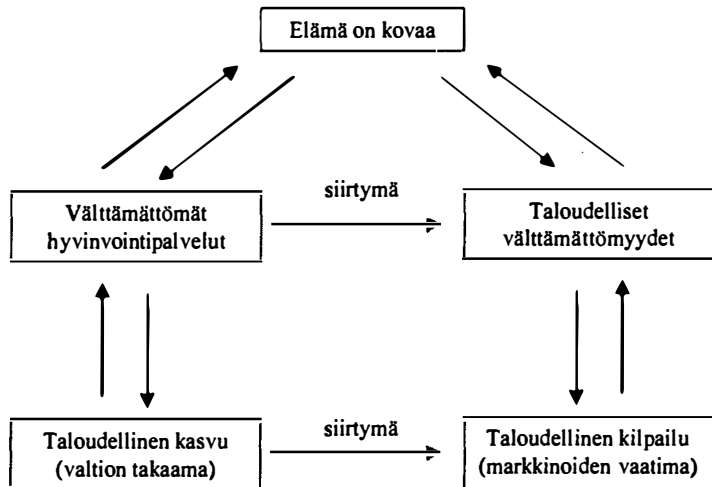 Elämä on kovaa
siirtymä
Välttämättömät
hyvinvointipalvelut
Taloudelliset
välttämättömyydet
siirtymä
Taloudellinen kasvu
(valtion takaama)
Taloudellinen kilpailu
(markkinoiden vaatima)